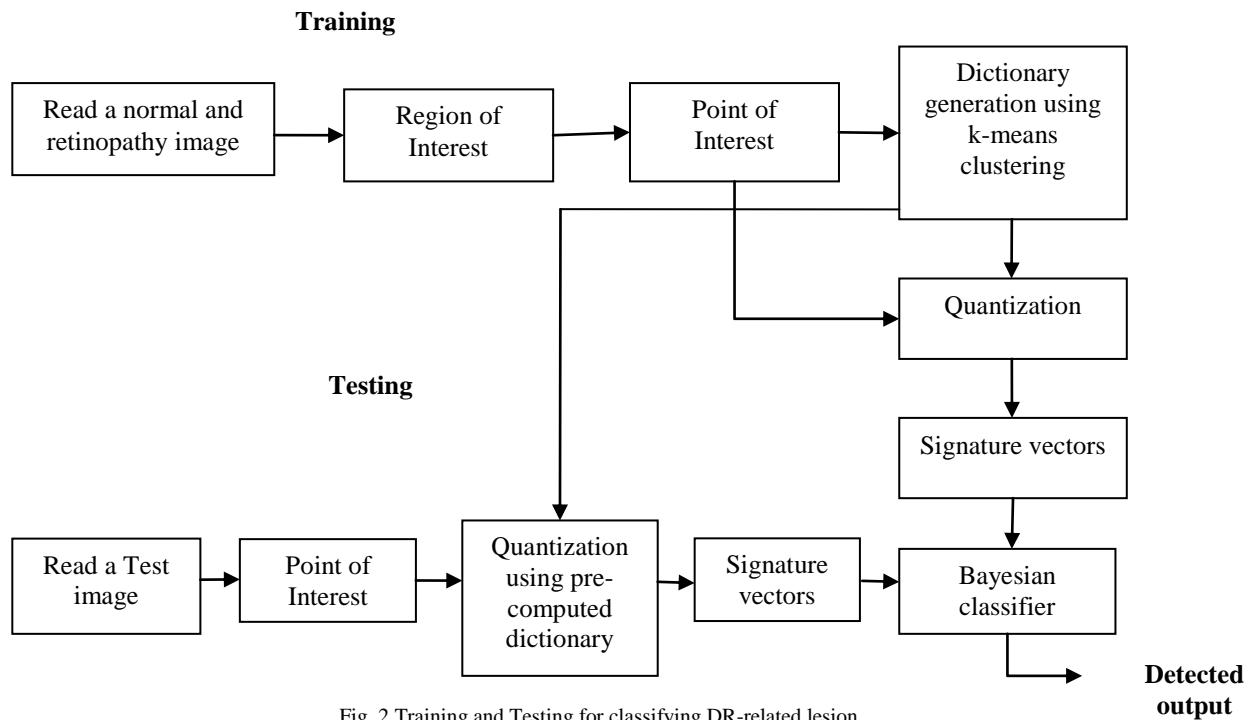 Training
Read a normal and
retinopathy image
Region of
Interest
Point of
Interest
Dictionary
generation using
k-means
clustering
Quantization
Signature vectors
Testing
Read a Test
image
Point of
Interest
Quantization
using pre-
computed
dictionary
Signature
vectors
Bayesian
classifier
Detected
output
Fig. 2 Training and Testing for classifying DR-related lesion